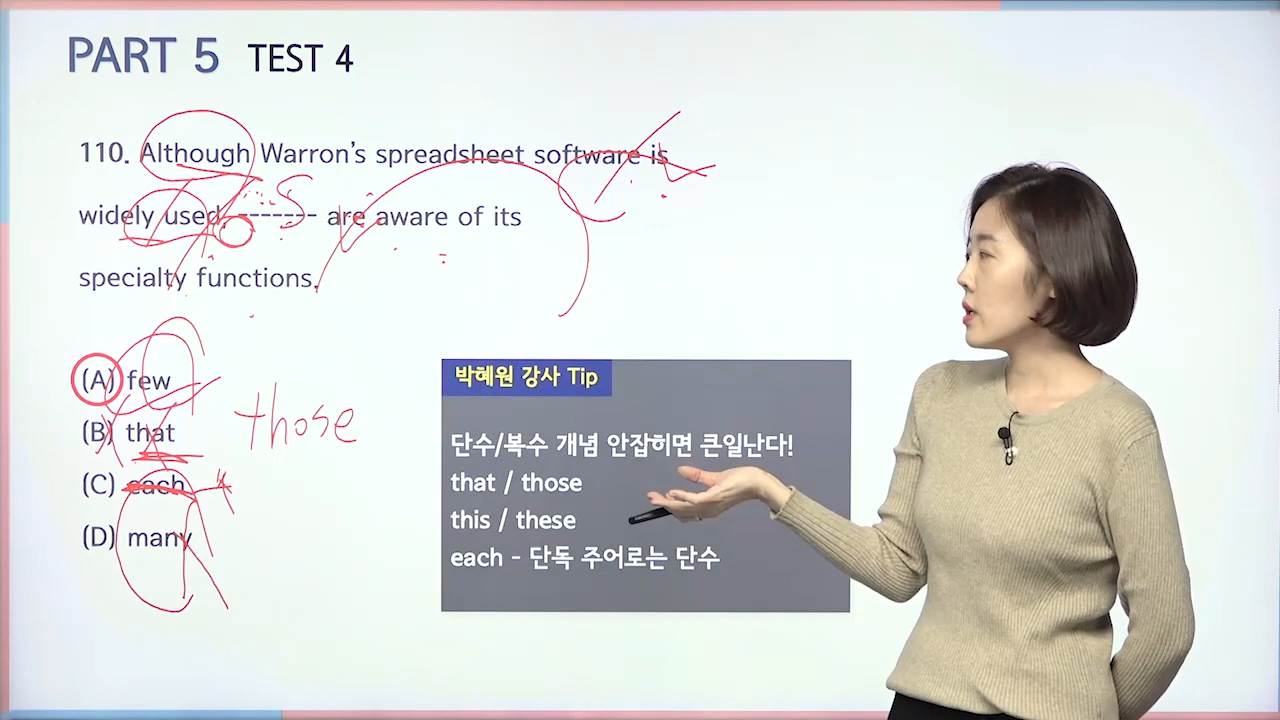 PART 5 TEST 4
110. Although Warron's spreadsheet software is
widely used, ------- are aware of its
specialty functions.
S
(A) few
(B) that
those
(C) each
(D) many
박혜원 강사 Tip
단수/복수 개념 안잡히면 큰일난다!
that / those
this / these
each - 단독 주어로는 단수